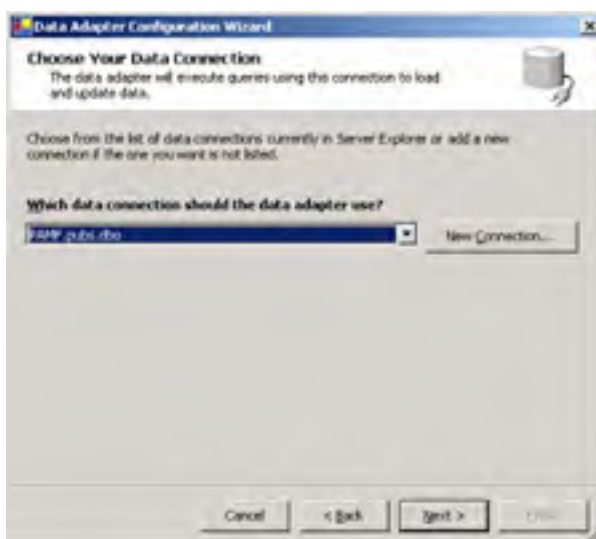 Data Adapter Configuration Wizard
Choose Your Data Connection
The data adapter will execute queries using this connection to load
and update data.
Choose from the list of data connections currently in Server Explorer or add a new
connection if the one you want is not listed.
Which data connection should the data adapter use?
pubs.dbo
New Connection...
Cancel
< Back
Next >